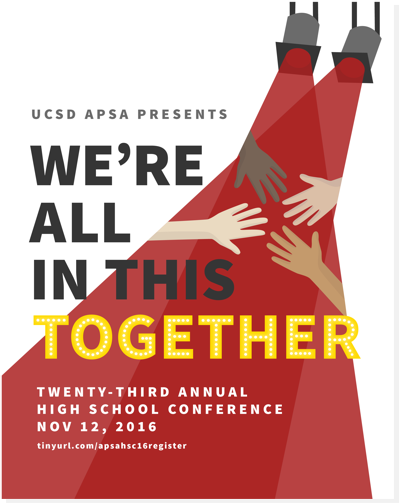 UCSD APSA PRESENTS
WE’RE
ALL
IN THIS
TOGETHER
TWENTY-THIRD ANNUAL
HIGH SCHOOL CONFERENCE
NOV 12, 2016
tinyurl.com/apsahsc16register